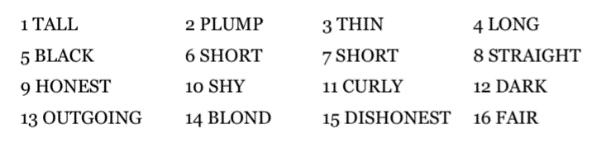 1 TALL 2 PLUMP 3 THIN 4 LONG
5 BLACK 6 SHORT 7 SHORT 8 STRAIGHT
9 HONEST 10 SHY 11 CURLY 12 DARK
13 OUTGOING 14 BLOND 15 DISHONEST 16 FAIR